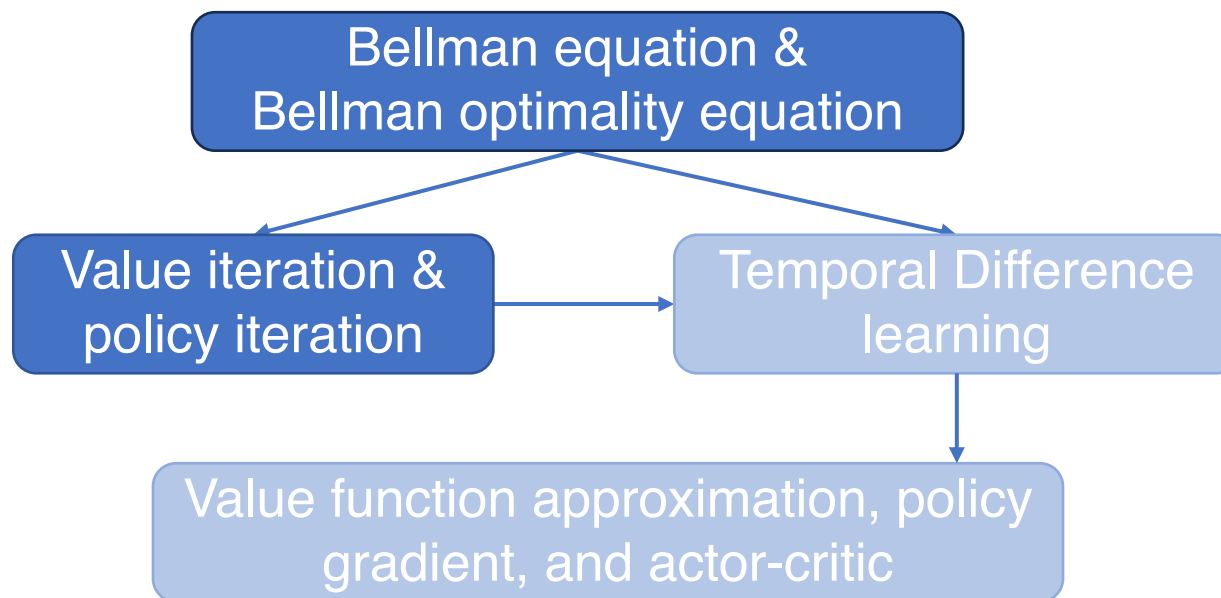 Bellman equation &
Bellman optimality equation
Value iteration &
policy iteration
Temporal Difference
learning
Value function approximation, policy
gradient, and actor-critic